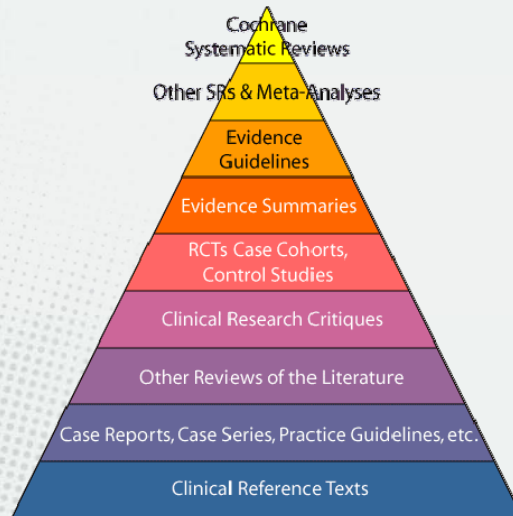 Cochrane
Systematic Reviews
Other SRs & Meta-Analyses
Evidence
Guidelines
Evidence Summaries
RCTs Case Cohorts,
Control Studies
Clinical Research Critiques
Other Reviews of the Literature
Case Reports, Case Series, Practice Guidelines, etc.
Clinical Reference Texts